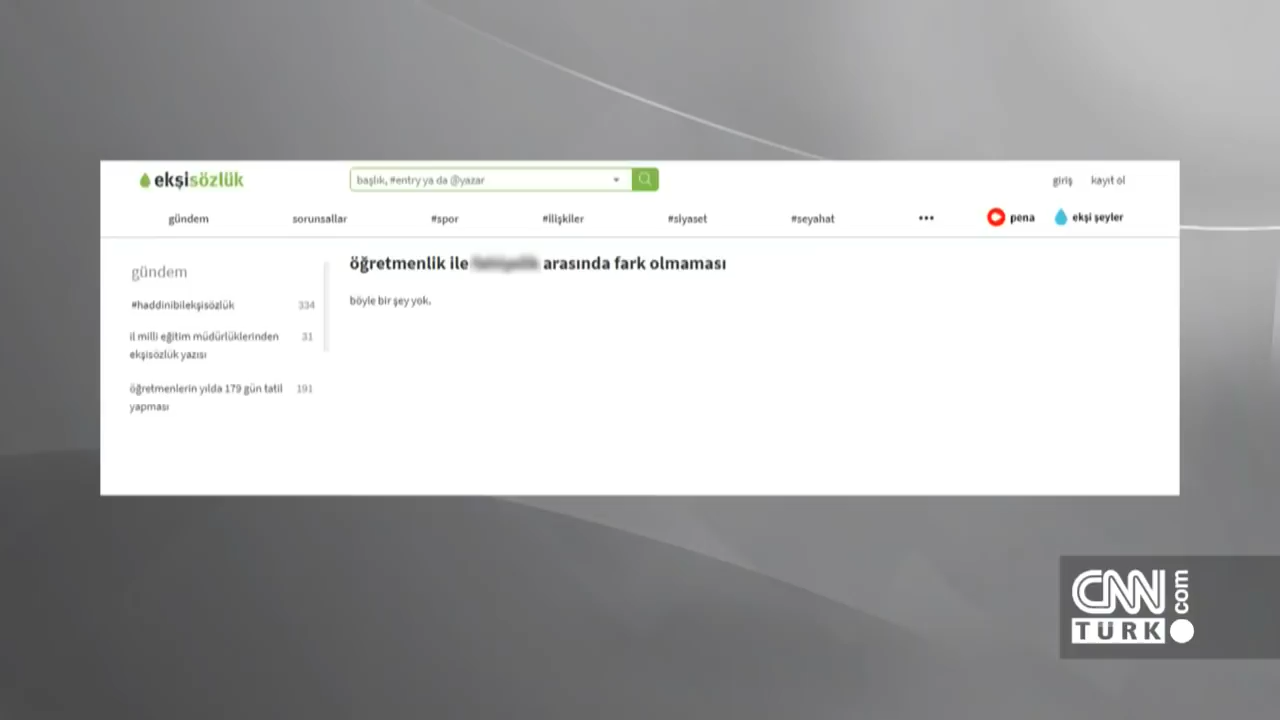 ekşisözlük
başlık, #entry ya da @yazar
giriş kayıt ol
gündem sorunsallar #spor #ilişkiler #siyaset #seyahat ••• pena ekşi şeyler
gündem
#haddinibilekşisözlük 334
il milli eğitim müdürlüklerinden 31
ekşisözlük yazısı
öğretmenlerin yılda 179 gün tatil 191
yapması
öğretmenlik ile arasında fark olmaması
böyle bir şey yok.
CNN
TÜRK
.com